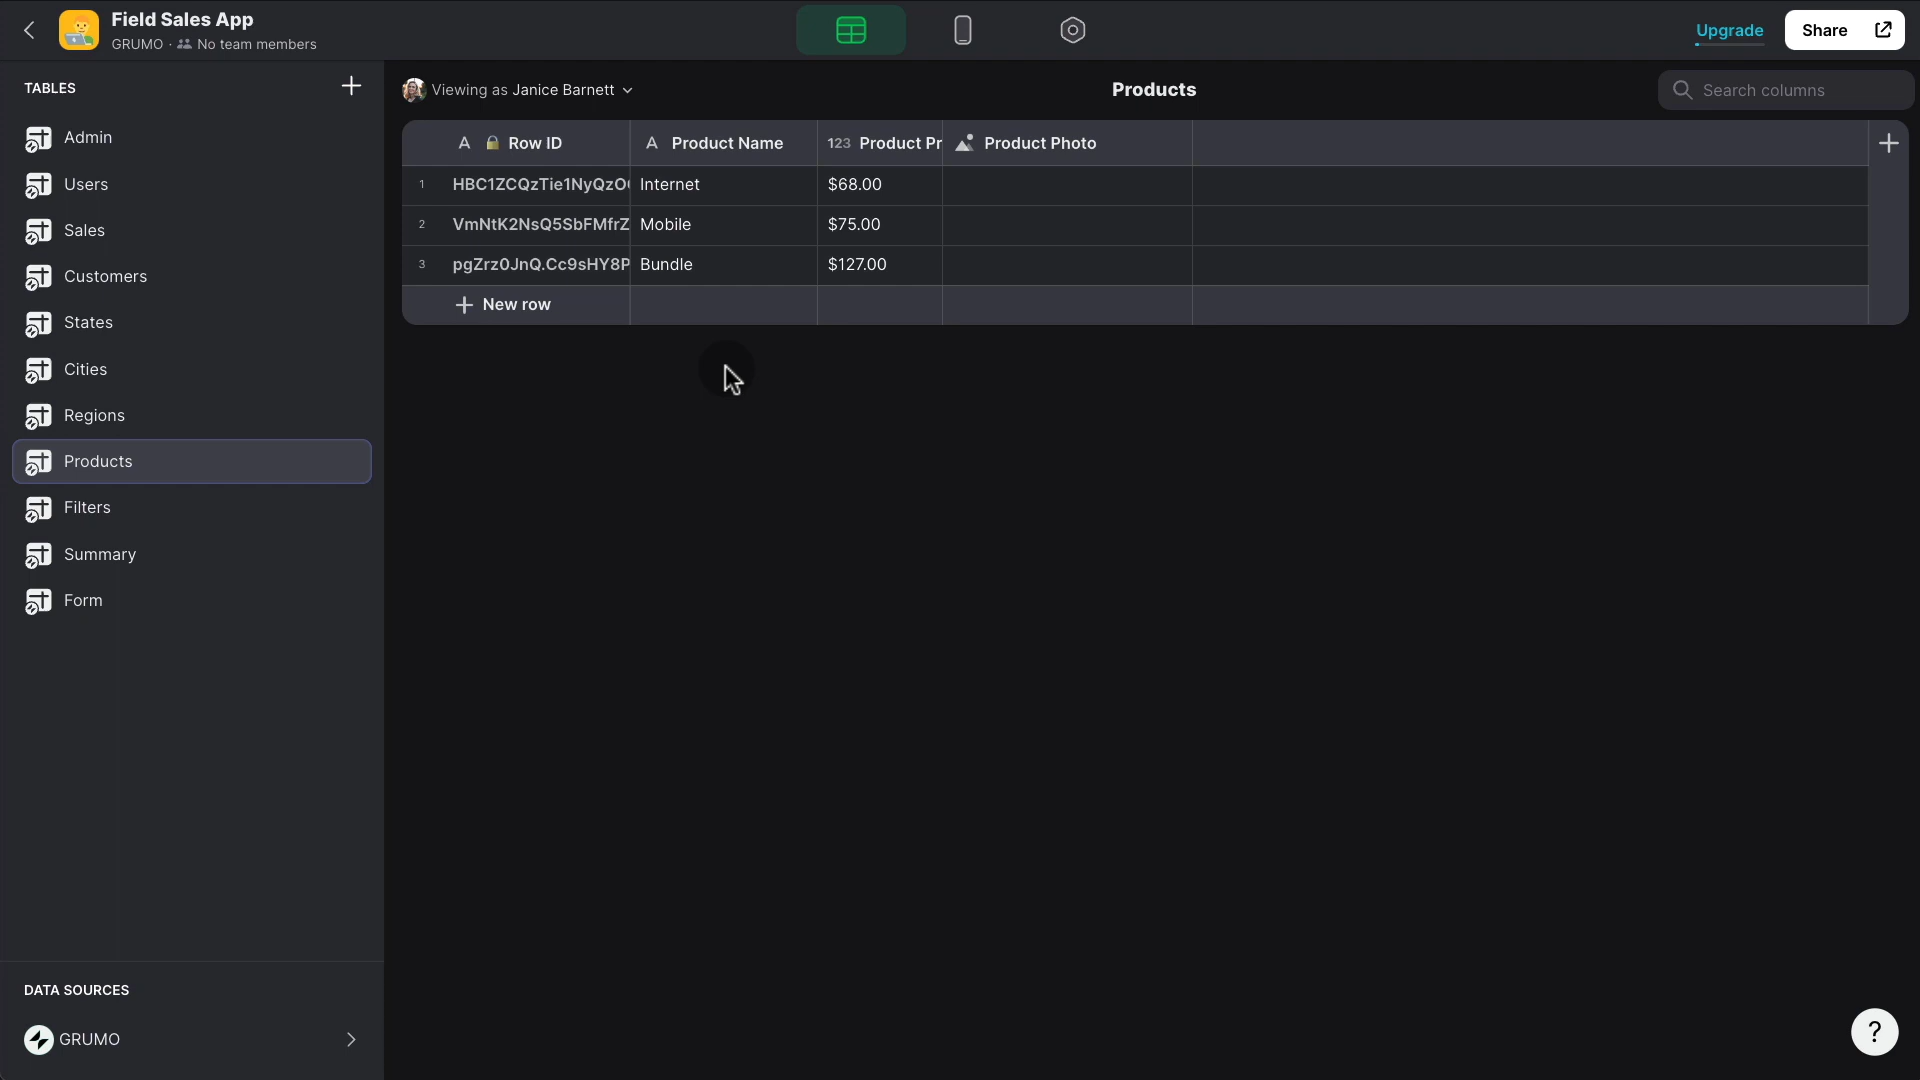 Field Sales App
GRUMO · No team members
Upgrade
Share
TABLES
Admin
Users
Sales
Customers
States
Cities
Regions
Products
Filters
Summary
Form
DATA SOURCES
GRUMO
Viewing as Janice Barnett
Products
Search columns
A Row ID A Product Name 123 Product Pr Product Photo
1 HBC1ZCQzTie1NyQzO Internet $68.00
2 VmNtK2NsQ5SbFMfrZ Mobile $75.00
3 pgZrz0JnQ.Cc9sHY8P Bundle $127.00
New row
?